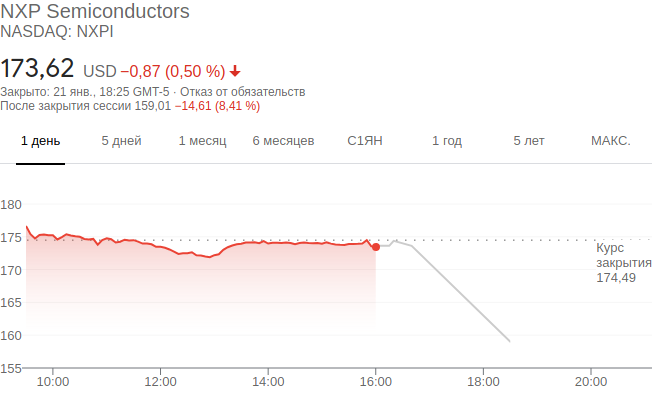 NXP Semiconductors
NASDAQ: NXPI
173,62 USD −0,87 (0,50 %)
Закрыто: 21 янв., 18:25 GMT-5 · Отказ от обязательств
После закрытия сессии 159,01 −14,61 (8,41 %)
1 день 5 дней 1 месяц 6 месяцев С1ЯН 1 год 5 лет МАКС.
180
175
Курс
закрытия
174,49
170
165
160
155
10:00 12:00 14:00 16:00 18:00 20:00